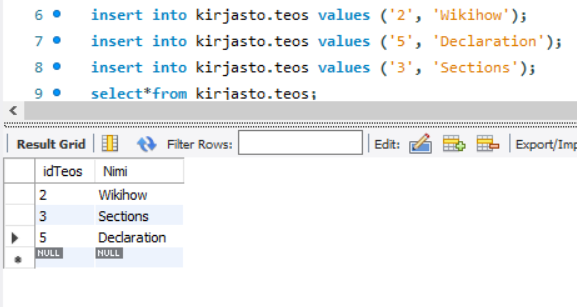 6 insert into kirjasto.teos values ('2', 'Wikihow');
7 insert into kirjasto.teos values ('5', 'Declaration');
8 insert into kirjasto.teos values ('3', 'Sections');
9 select*from kirjasto.teos;
Result Grid Filter Rows: Edit: Export/Imp
idTeos Nimi
2 Wikihow
3 Sections
5 Declaration
NULL NULL